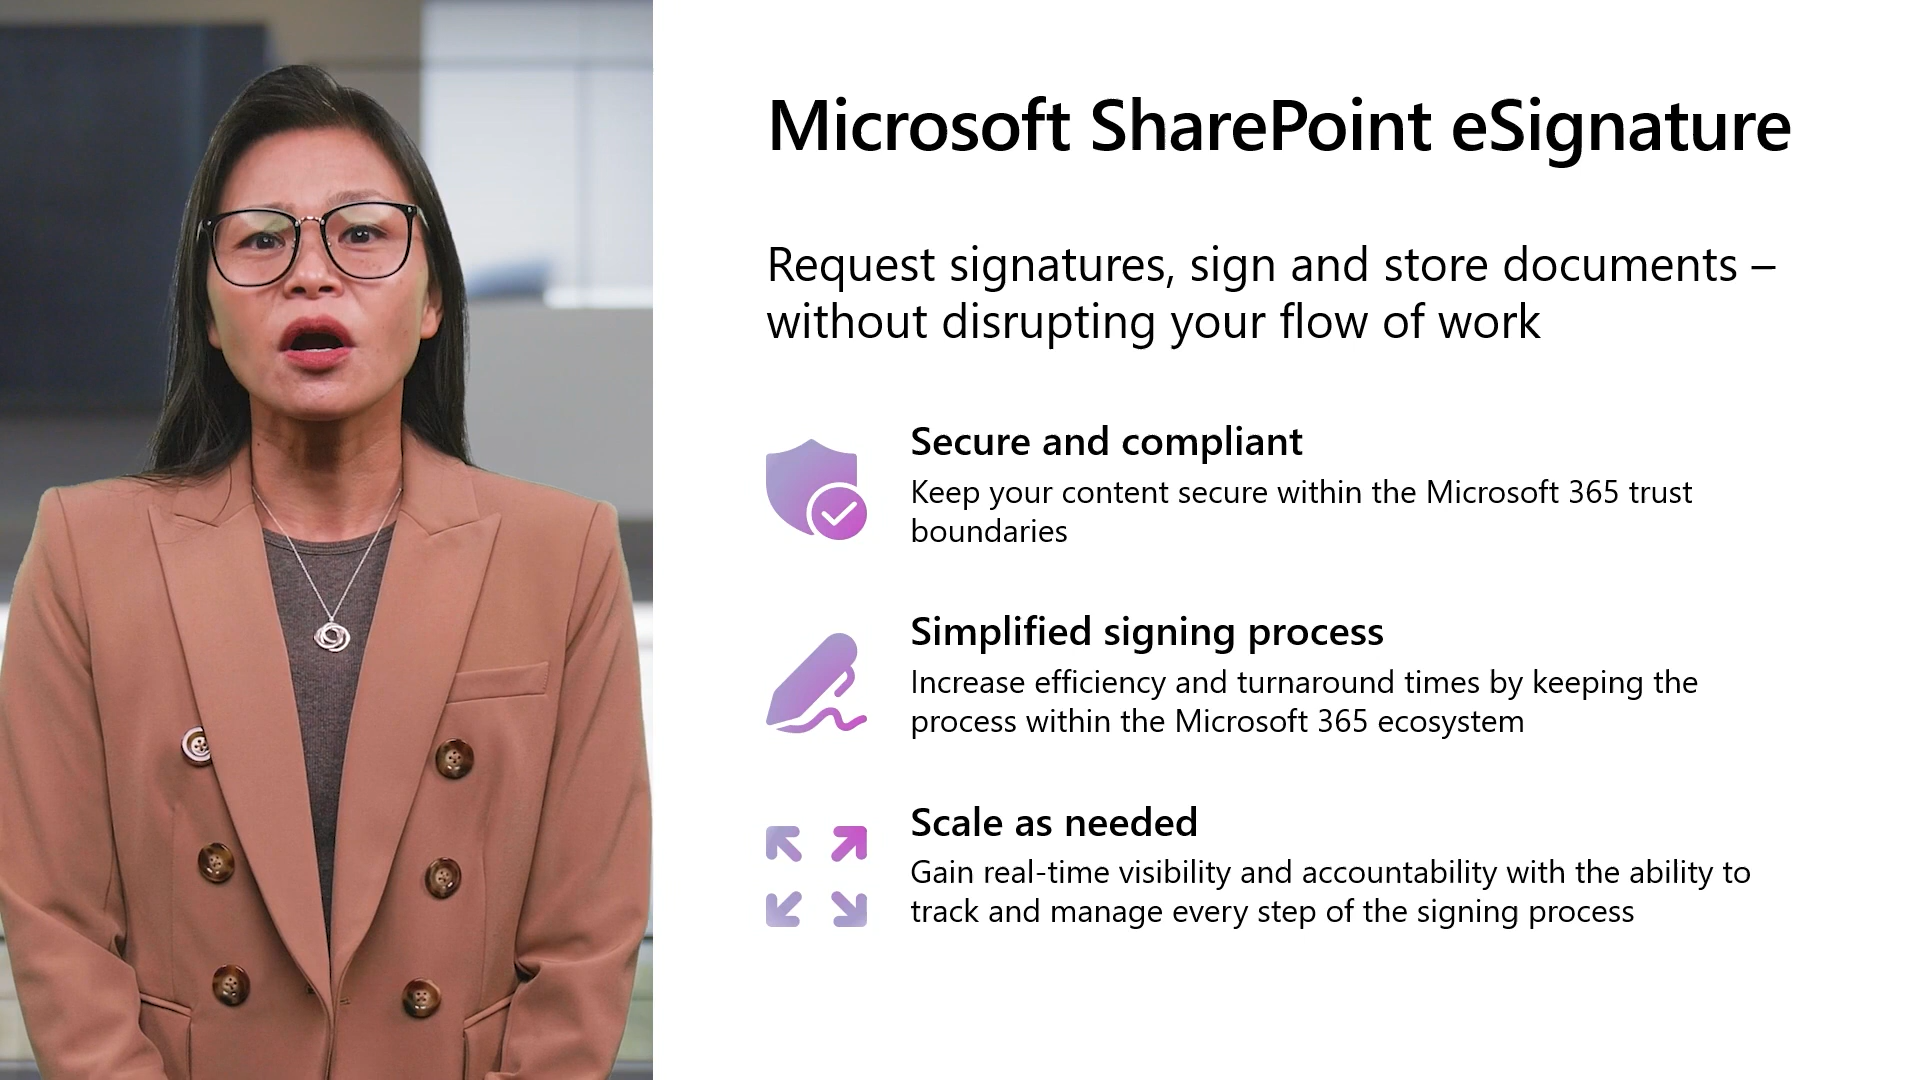 Microsoft SharePoint eSignature
Request signatures, sign and store documents –
without disrupting your flow of work
Secure and compliant
Keep your content secure within the Microsoft 365 trust
boundaries
Simplified signing process
Increase efficiency and turnaround times by keeping the
process within the Microsoft 365 ecosystem
Scale as needed
Gain real-time visibility and accountability with the ability to
track and manage every step of the signing process